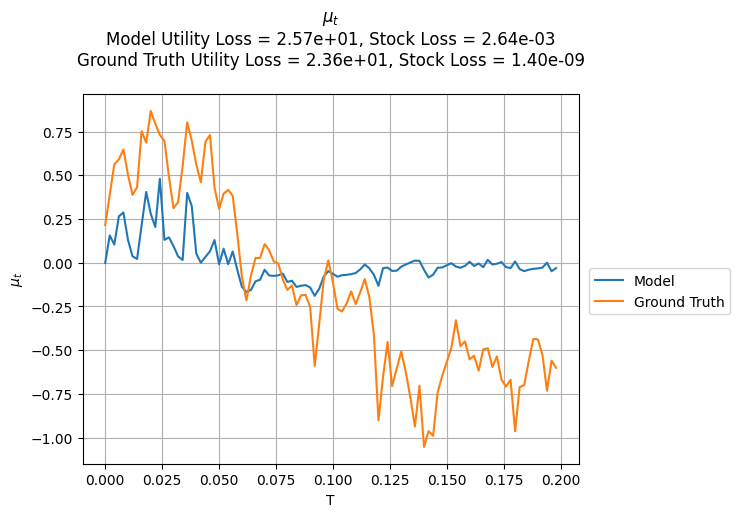 μ_t
Model Utility Loss = 2.57e+01, Stock Loss = 2.64e-03
Ground Truth Utility Loss = 2.36e+01, Stock Loss = 1.40e-09
0.75
0.50
0.25
0.00
−0.25
−0.50
−0.75
−1.00
μ_t
0.000 0.025 0.050 0.075 0.100 0.125 0.150 0.175 0.200
T
Model
Ground Truth